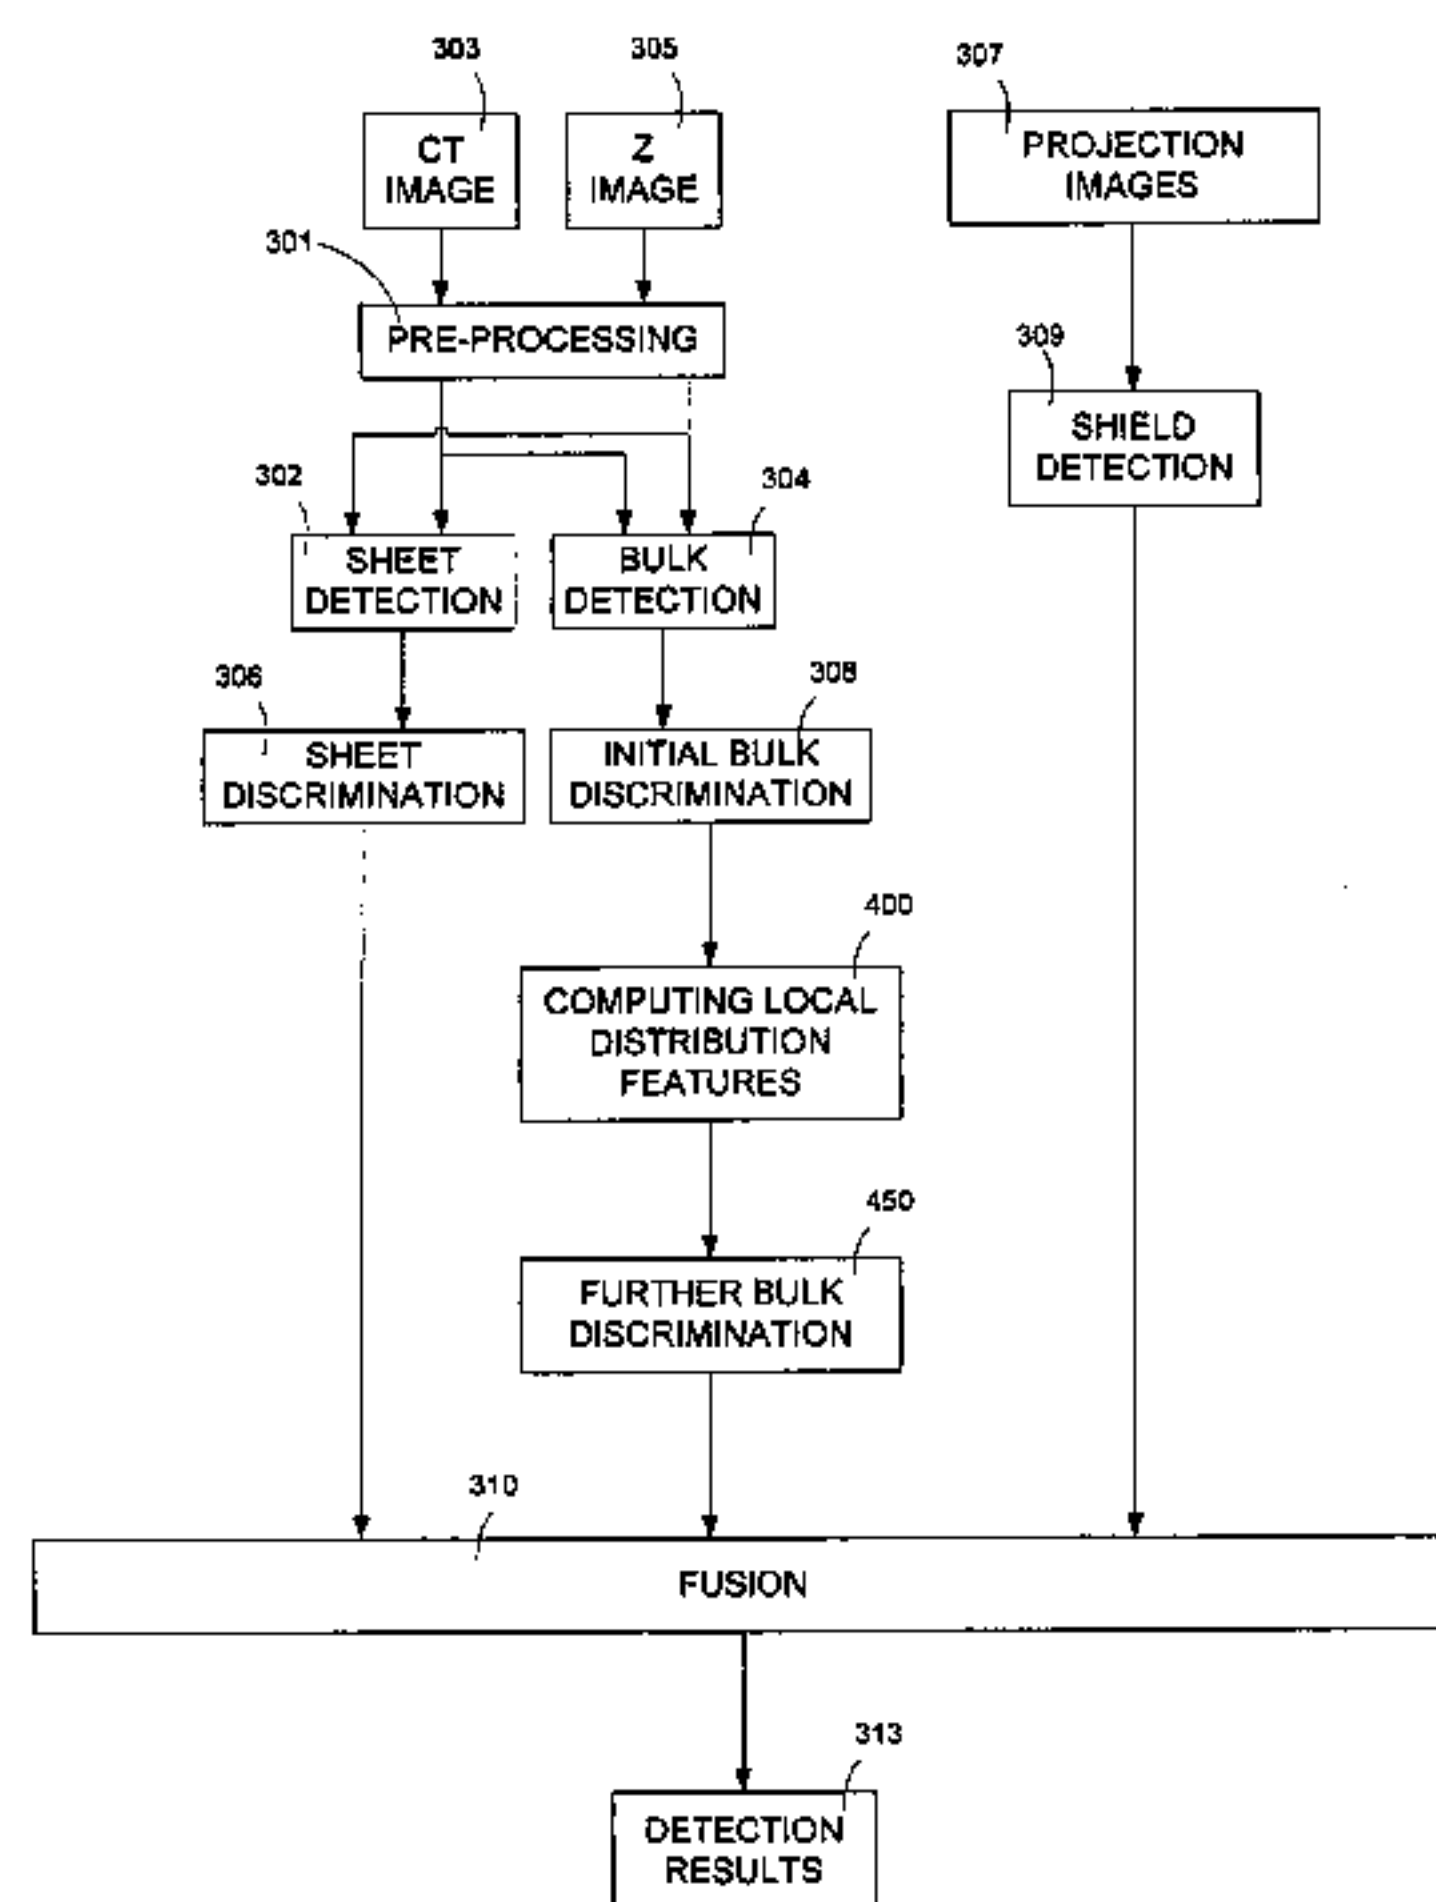 303
305
307
CT
IMAGE
Z
IMAGE
PROJECTION
IMAGES
301
PRE-PROCESSING
309
SHIELD
DETECTION
302
304
SHEET
DETECTION
BULK
DETECTION
306
308
SHEET
DISCRIMINATION
INITIAL BULK
DISCRIMINATION
400
COMPUTING LOCAL
DISTRIBUTION
FEATURES
450
FURTHER BULK
DISCRIMINATION
310
FUSION
313
DETECTION
RESULTS